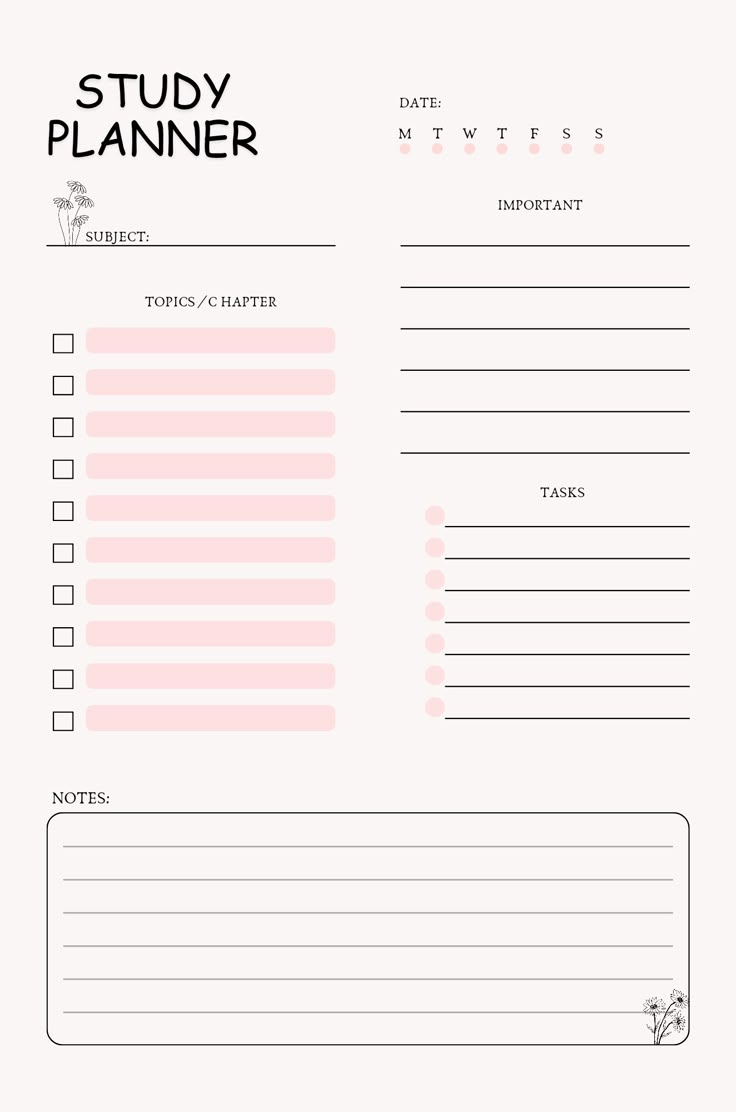 STUDY
PLANNER
DATE:
M T W T F S S
SUBJECT:
IMPORTANT
TOPICS/C HAPTER
TASKS
NOTES: